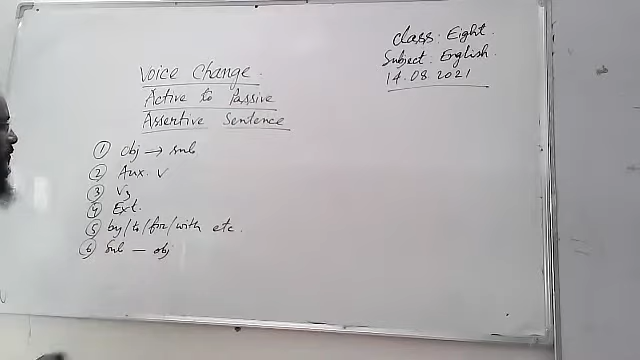 Class: Eight.
Subject: English.
14.08.2021
Voice Change.
Active to Passive
Assertive Sentence
① obj → sub
② Aux. V
③ V3
④ Ext.
⑤ by/to/for/with etc.
⑥ Sub — obj